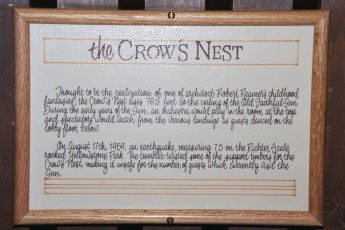 the CROW'S NEST
Thought to be the realization of one of architect Robert Reamer's childhood
fantasies, the Crow's Nest rises 76½ feet to the ceiling of the Old Faithful Inn.
During the early years of the Inn, an orchestra would play in the room at the top
and spectators would watch from the various landings as guests danced on the
lobby floor below.
On August 17th, 1959, an earthquake, measuring 7.5 on the Richter Scale
rocked Yellowstone Park. The tremblor twisted some of the support timbers for the
Crow's Nest, making it unsafe for the number of guests which currently visit the
Inn.